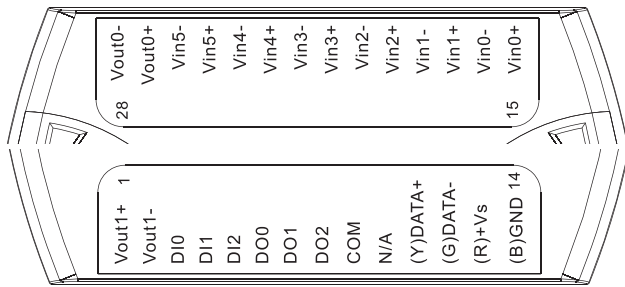 Vout0-
Vout0+
Vin5-
Vin5+
Vin4-
Vin4+
Vin3-
Vin3+
Vin2-
Vin2+
Vin1-
Vin1+
Vin0-
Vin0+
28
15
1
14
Vout1+
Vout1-
DI0
DI1
DI2
DO0
DO1
DO2
COM
N/A
(Y)DATA+
(G)DATA-
(R)+Vs
(B)GND